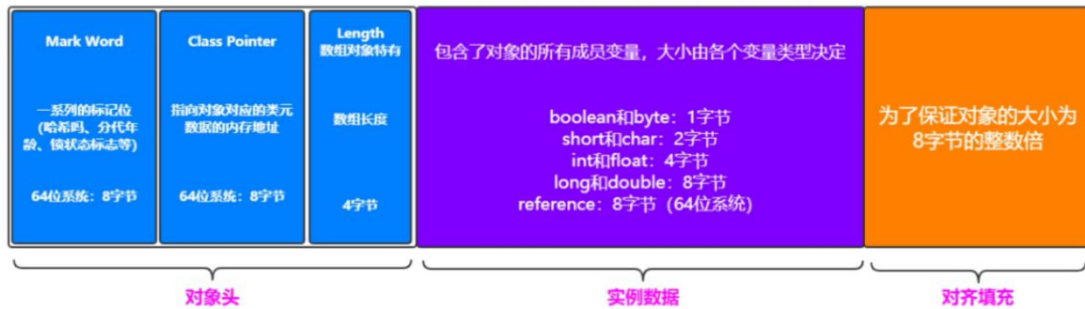 Mark Word
一系列的标记位
(哈希吗、分代年
龄、锁状态标志等)
64位系统：8字节
Class Pointer
指向对象对应的类元
数据的内存地址
64位系统：8字节
Length
数组对象特有
数组长度
4字节
包含了对象的所有成员变量，大小由各个变量类型决定
boolean和byte：1字节
short和char：2字节
int和float：4字节
long和double：8字节
reference：8字节（64位系统）
为了保证对象的大小为
8字节的整数倍
对象头
实例数据
对齐填充